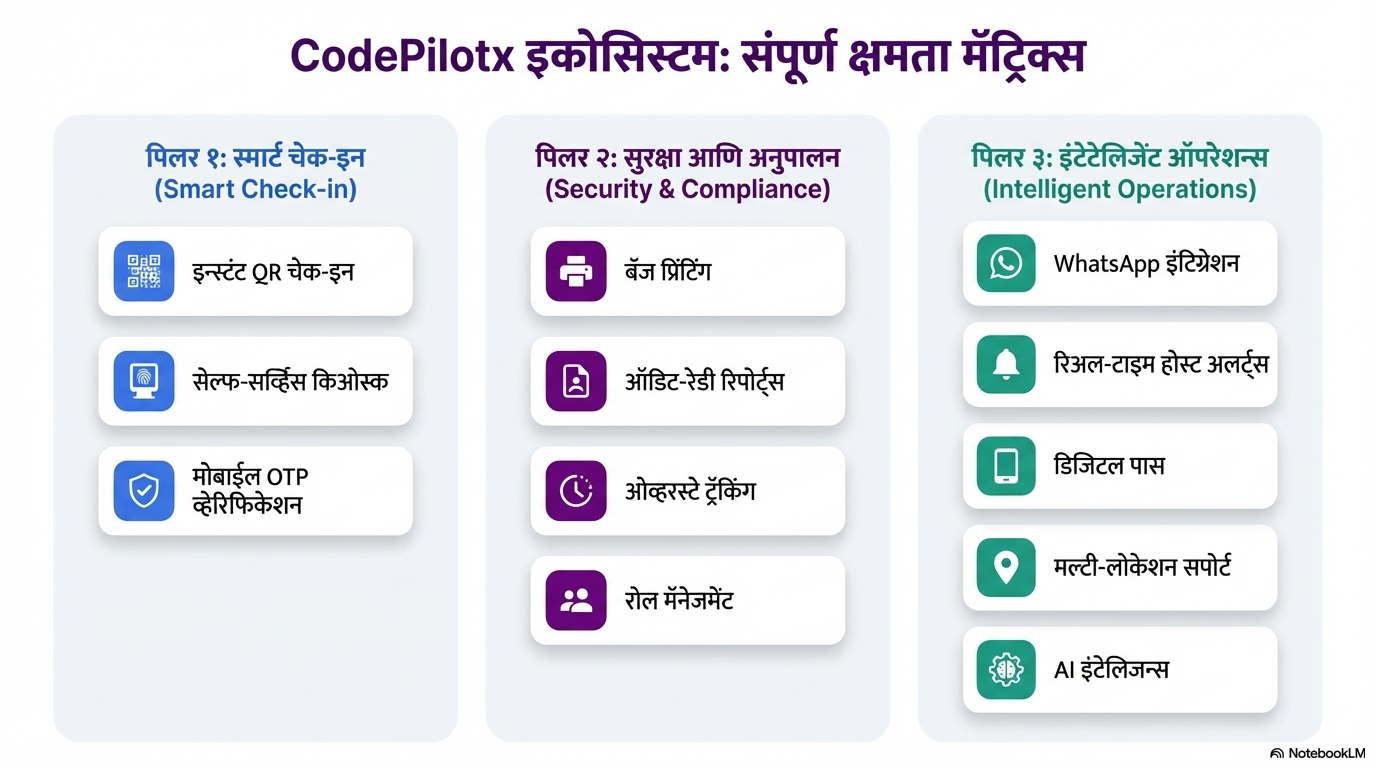 CodePilotx इकोसिस्टम: संपूर्ण क्षमता मॅट्रिक्स
पिलर १: स्मार्ट चेक-इन
(Smart Check-in)
इन्स्टंट QR चेक-इन
सेल्फ-सर्व्हिस किओस्क
मोबाईल OTP
व्हेरिफिकेशन
पिलर २: सुरक्षा आणि अनुपालन
(Security & Compliance)
बॅज प्रिंटिंग
ऑडिट-रेडी रिपोर्ट्स
ओव्हरस्टे ट्रॅकिंग
रोल मॅनेजमेंट
पिलर ३: इंटेटेलिजेंट ऑपरेशन्स
(Intelligent Operations)
WhatsApp इंटिग्रेशन
रिअल-टाइम होस्ट अलर्ट्स
डिजिटल पास
मल्टी-लोकेशन सपोर्ट
AI इंटेलिजन्स
NotebookLM